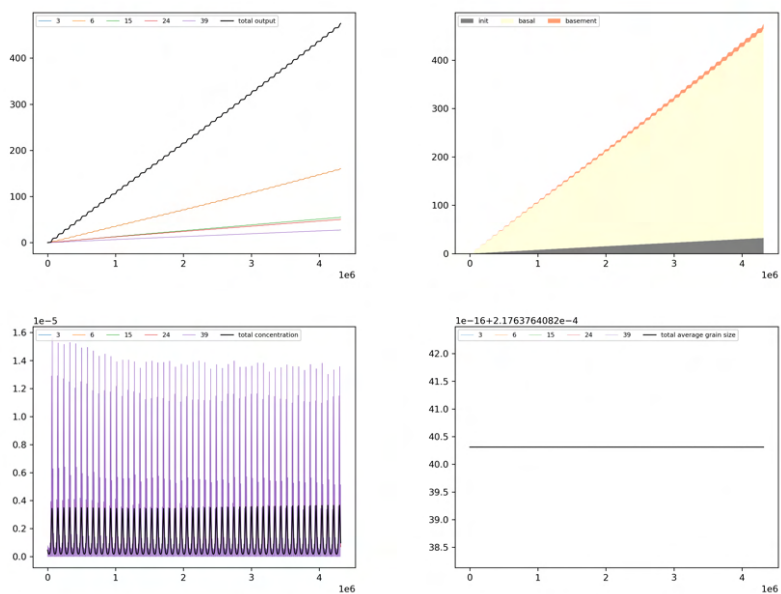 3 6 15 24 39 total output
400
300
200
100
0
0 1 2 3 4
1e6
init basal basement
400
300
200
100
0
0 1 2 3 4
1e6
1e−5
3 6 15 24 39 total concentration
1.6
1.4
1.2
1.0
0.8
0.6
0.4
0.2
0.0
0 1 2 3 4
1e6
1e−16+2.1763764082e−4
3 6 15 24 39 total average grain size
42.0
41.5
41.0
40.5
40.0
39.5
39.0
38.5
0 1 2 3 4
1e6